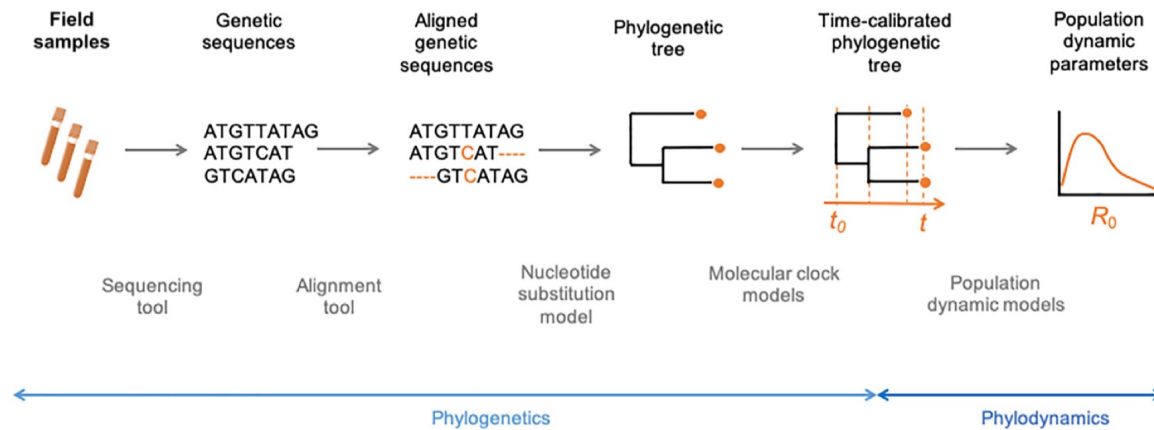 Field
samples
Genetic
sequences
Aligned
genetic
sequences
Phylogenetic
tree
Time-calibrated
phylogenetic
tree
Population
dynamic
parameters
ATGTTATAG
ATGTCAT
GTCATAG
ATGTTATAG
ATGTCAT----
----GTCATAG
t0
t
R0
Sequencing
tool
Alignment
tool
Nucleotide
substitution
model
Molecular clock
models
Population
dynamic models
Phylogenetics
Phylodynamics